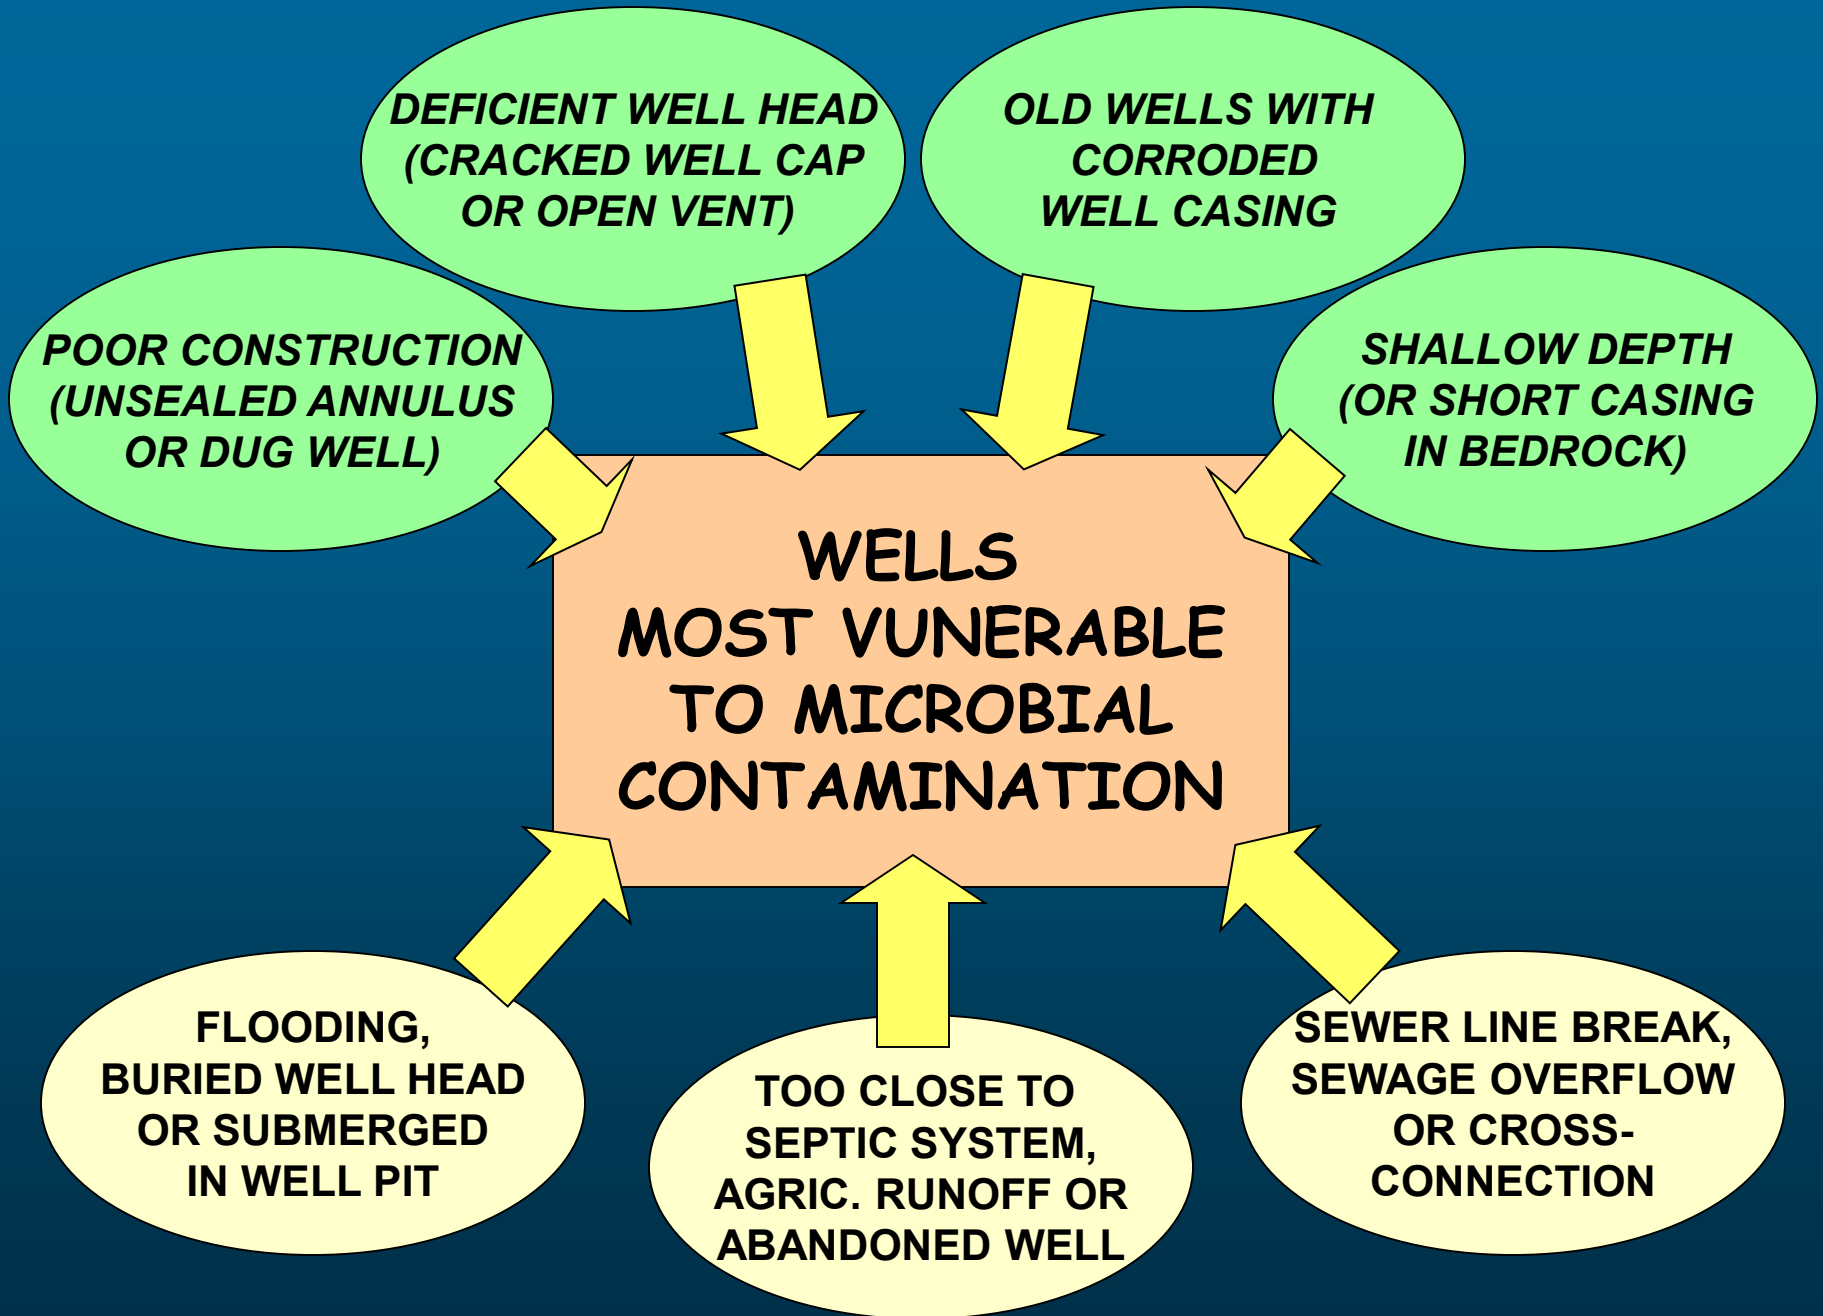 DEFICIENT WELL HEAD
(CRACKED WELL CAP
OR OPEN VENT)
OLD WELLS WITH
CORRODED
WELL CASING
POOR CONSTRUCTION
(UNSEALED ANNULUS
OR DUG WELL)
SHALLOW DEPTH
(OR SHORT CASING
IN BEDROCK)
WELLS
MOST VUNERABLE
TO MICROBIAL
CONTAMINATION
FLOODING,
BURIED WELL HEAD
OR SUBMERGED
IN WELL PIT
TOO CLOSE TO
SEPTIC SYSTEM,
AGRIC. RUNOFF OR
ABANDONED WELL
SEWER LINE BREAK,
SEWAGE OVERFLOW
OR CROSS-
CONNECTION